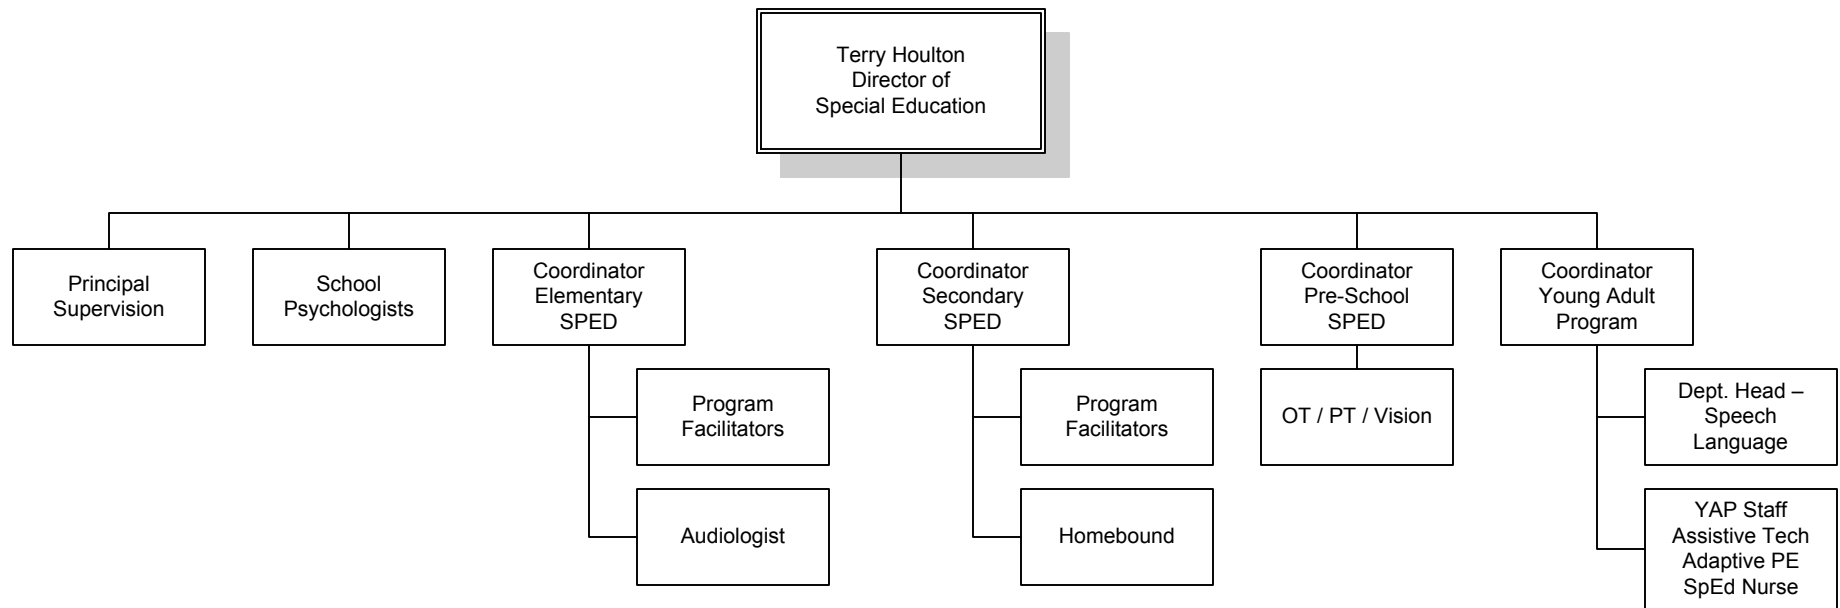 Terry Houlton
Director of
Special Education
Principal
Supervision
School
Psychologists
Coordinator
Elementary
SPED
Coordinator
Secondary
SPED
Coordinator
Pre-School
SPED
Coordinator
Young Adult
Program
Program
Facilitators
Audiologist
Program
Facilitators
Homebound
OT / PT / Vision
Dept. Head –
Speech
Language
YAP Staff
Assistive Tech
Adaptive PE
SpEd Nurse